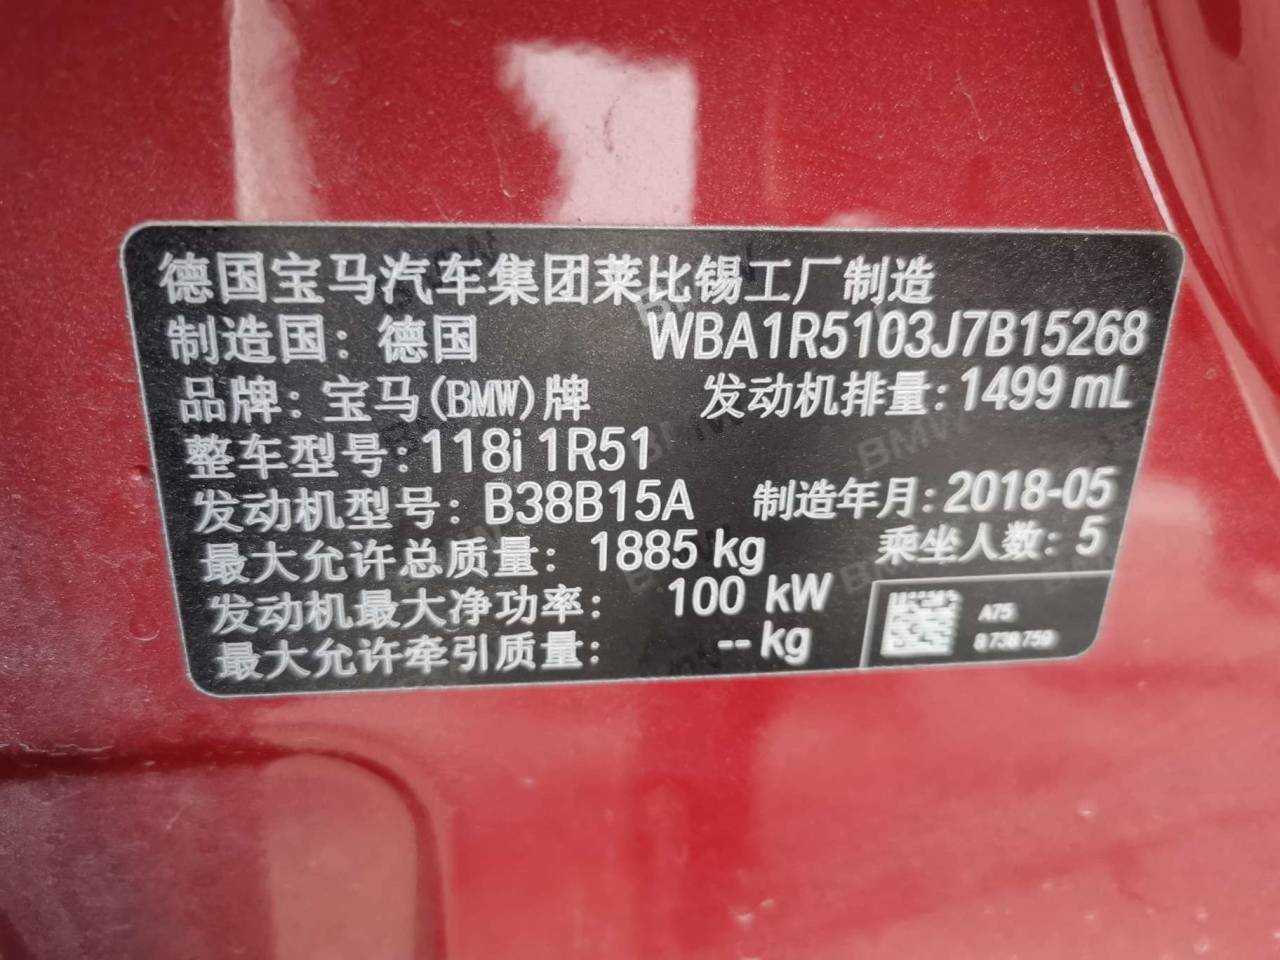 德国宝马汽车集团莱比锡工厂制造
制造国：德国 WBA1R5103J7B15268
品牌：宝马(BMW)牌 发动机排量：1499 mL
整车型号：118i 1R51
发动机型号：B38B15A 制造年月：2018-05
最大允许总质量：1885 kg 乘坐人数：5
发动机最大净功率：100 kW
最大允许牵引质量：-- kg
A75
8738759